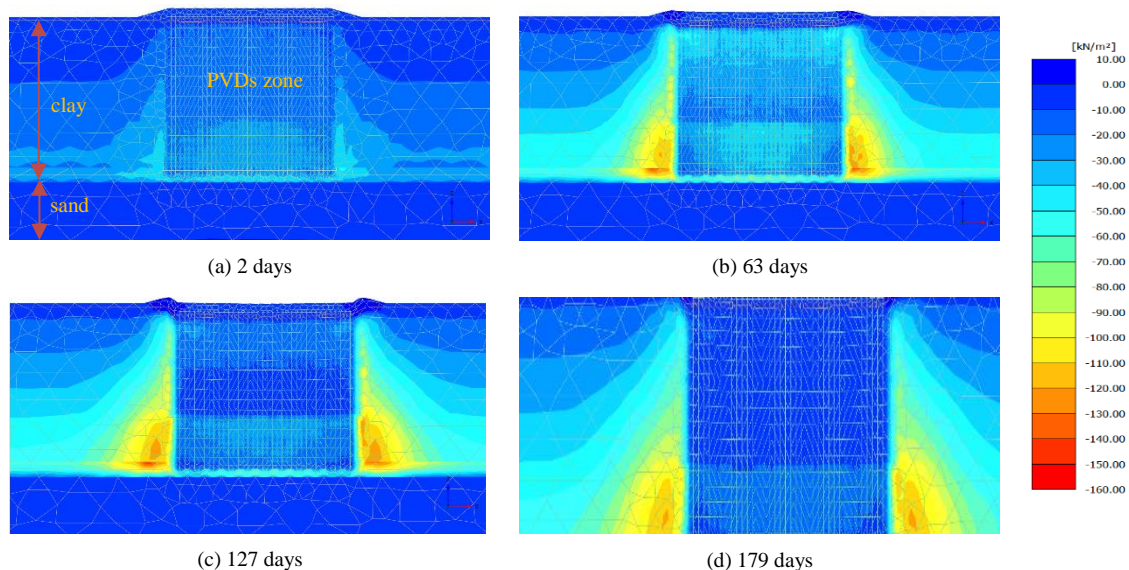 PVDs zone
clay
sand
(a) 2 days
(b) 63 days
(c) 127 days
(d) 179 days
[kN/m²]
10.00
0.00
-10.00
-20.00
-30.00
-40.00
-50.00
-60.00
-70.00
-80.00
-90.00
-100.00
-110.00
-120.00
-130.00
-140.00
-150.00
-160.00